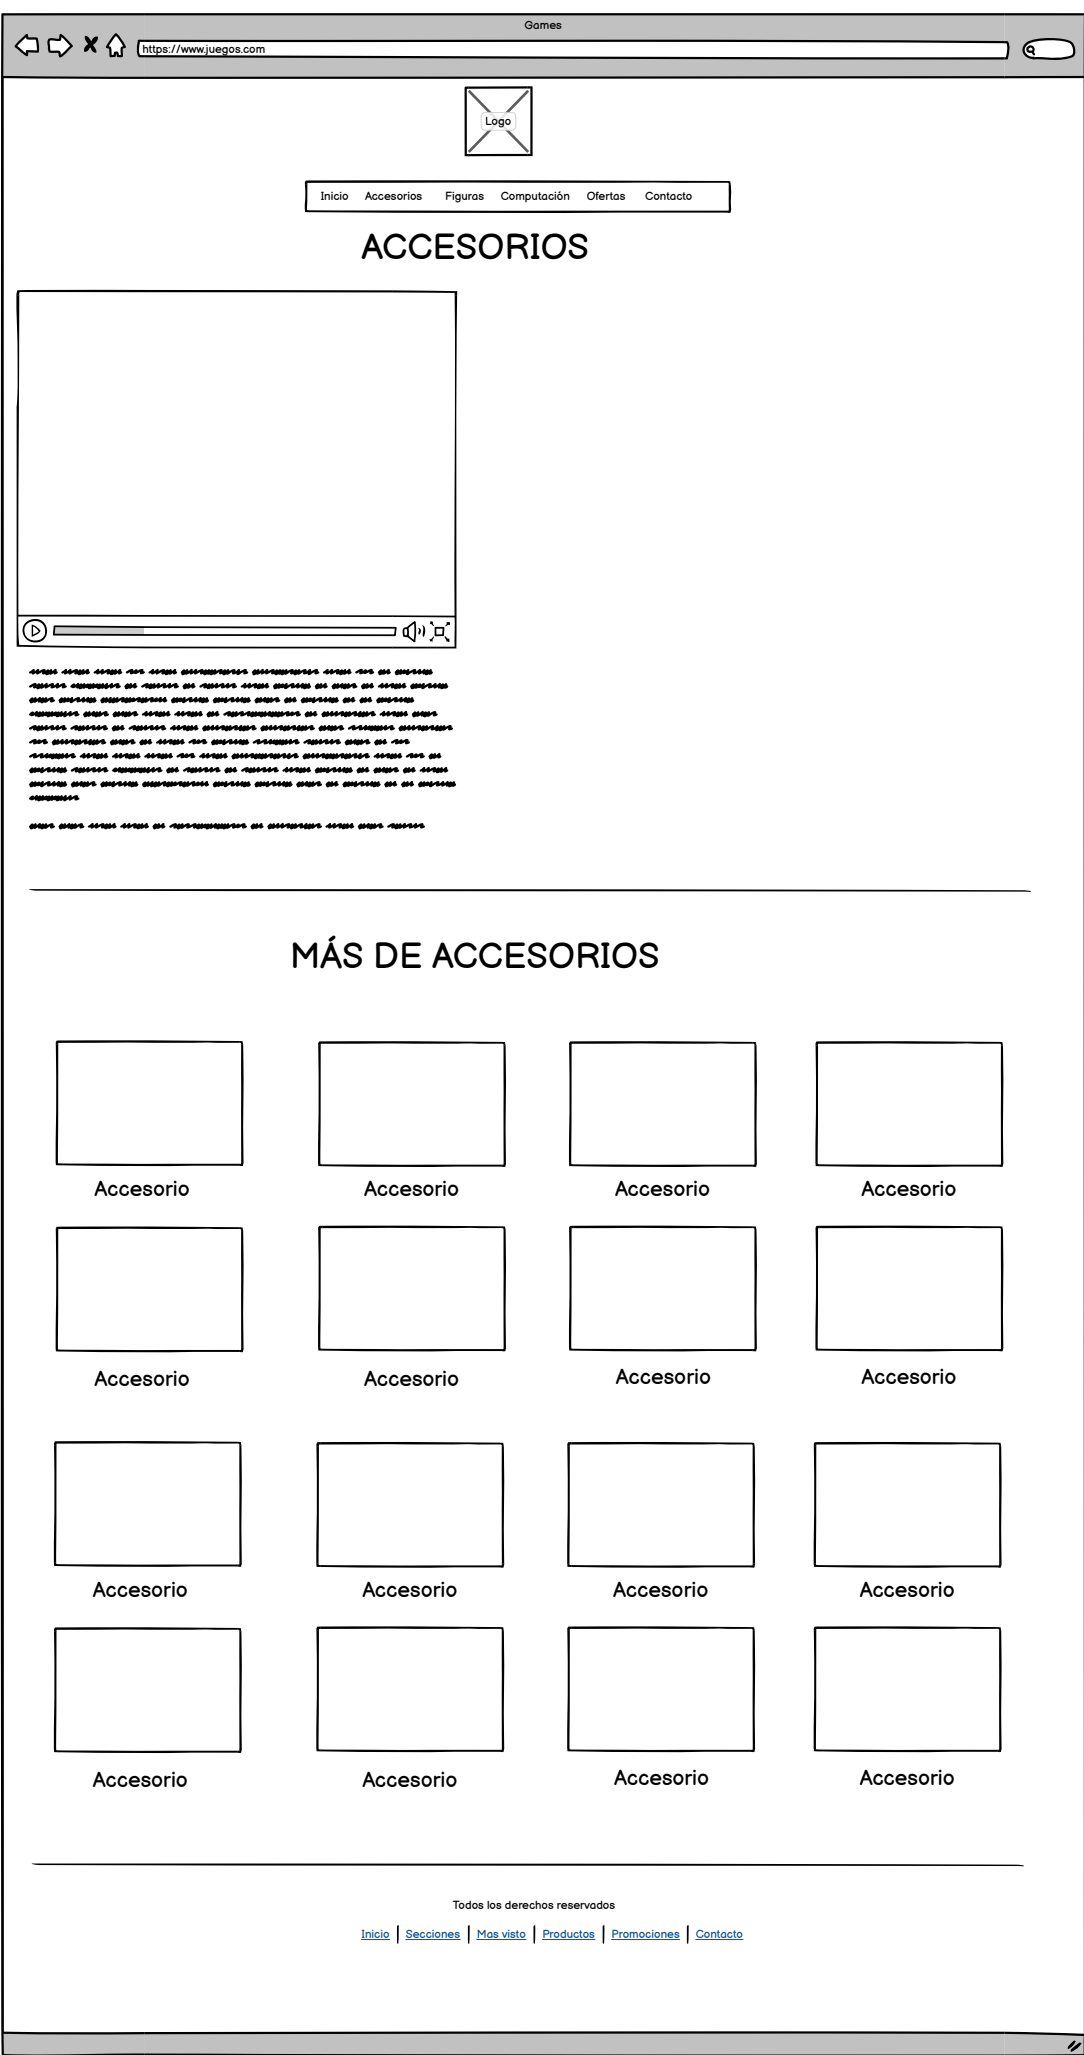 Games
https://www.juegos.com
Logo
Inicio Accesorios Figuras Computación Ofertas Contacto
ACCESORIOS
MÁS DE ACCESORIOS
Accesorio Accesorio Accesorio Accesorio
Accesorio Accesorio Accesorio Accesorio
Accesorio Accesorio Accesorio Accesorio
Accesorio Accesorio Accesorio Accesorio
Todos los derechos reservados
Inicio | Secciones | Mas visto | Productos | Promociones | Contacto